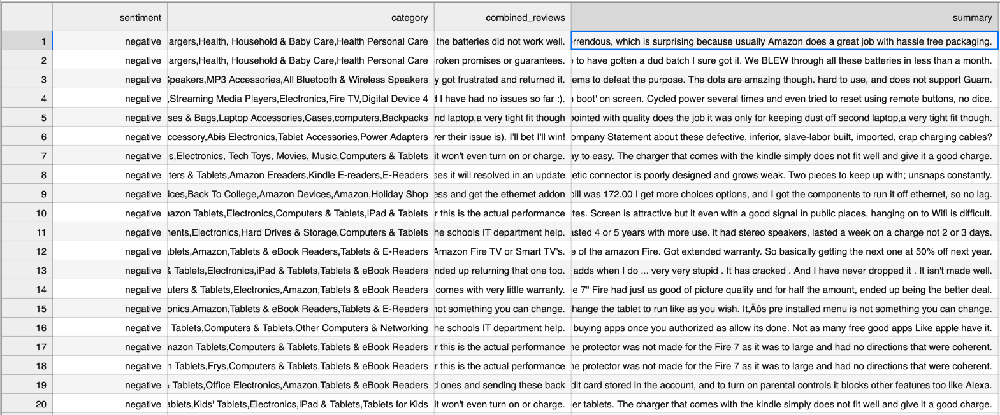 sentiment category combined_reviews summary
1 negative Health, Household & Baby Care,Health Personal Care the batteries did not work well. which is surprising because usually Amazon does a great job with hassle free packaging.
2 negative Health, Household & Baby Care,Health Personal Care promises or guarantees. to have gotten a dud batch I sure got it. We BLEW through all these batteries in less than a month.
3 negative Speakers,MP3 Accessories,All Bluetooth & Wireless Speakers y got frustrated and returned it. to defeat the purpose. The dots are amazing though. hard to use, and does not support Guam.
4 negative ,Streaming Media Players,Electronics,Fire TV,Digital Device 4 I have had no issues so far :). boot' on screen. Cycled power several times and even tried to reset using remote buttons, no dice.
5 negative & Bags,Laptop Accessories,Cases,computers,Backpacks laptop,a very tight fit though with quality does the job it was only for keeping dust off second laptop,a very tight fit though.
6 negative ccessory,Abis Electronics,Tablet Accessories,Power Adapters their issue is). I'll bet I'll win! ompany Statement about these defective, inferior, slave-labor built, imported, crap charging cables?
7 negative s,Electronics, Tech Toys, Movies, Music,Computers & Tablets it won't even turn on or charge. to easy. The charger that comes with the kindle simply does not fit well and give it a good charge.
8 negative & Tablets,Amazon Ereaders,Kindle E-readers,E-Readers it will resolved in an update connector is poorly designed and grows weak. Two pieces to keep up with; unsnaps constantly.
9 negative ices,Back To College,Amazon Devices,Amazon,Holiday Shop ess and get the ethernet addon bill was 172.00 I get more choices options, and I got the components to run it off ethernet, so no lag.
10 negative azon Tablets,Electronics,Computers & Tablets,iPad & Tablets r this is the actual performance tes. Screen is attractive but it even with a good signal in public places, hanging on to Wifi is difficult.
11 negative ents,Electronics,Hard Drives & Storage,Computers & Tablets he schools IT department help. asted 4 or 5 years with more use. it had stereo speakers, lasted a week on a charge not 2 or 3 days.
12 negative ablets,Amazon,Tablets & eBook Readers,Tablets & E-Readers Amazon Fire TV or Smart TV's. e of the amazon Fire. Got extended warranty. So basically getting the next one at 50% off next year.
13 negative & Tablets,Electronics,iPad & Tablets,Tablets & eBook Readers nded up returning that one too. adds when I do ... very very stupid . It has cracked . And I have never dropped it . It isn't made well.
14 negative uters & Tablets,Electronics,Amazon,Tablets & eBook Readers comes with very little warranty. e 7" Fire had just as good of picture quality and for half the amount, ended up being the better deal.
15 negative onics,Amazon,Tablets & eBook Readers,Tablets & E-Readers not something you can change. hange the tablet to run like as you wish. It‚Äôs pre installed menu is not something you can change.
16 negative Tablets,Computers & Tablets,Other Computers & Networking he schools IT department help. buying apps once you authorized as allow its done. Not as many free good apps Like apple have it.
17 negative mazon Tablets,Computers & Tablets,Tablets & eBook Readers r this is the actual performance ne protector was not made for the Fire 7 as it was to large and had no directions that were coherent.
18 negative n Tablets,Frys,Computers & Tablets,Tablets & eBook Readers r this is the actual performance ne protector was not made for the Fire 7 as it was to large and had no directions that were coherent.
19 negative & Tablets,Office Electronics,Amazon,Tablets & eBook Readers d ones and sending these back dit card stored in the account, and to turn on parental controls it blocks other features too like Alexa.
20 negative ablets,Kids' Tablets,Electronics,iPad & Tablets,Tablets for Kids it won't even turn on or charge. er tablets. The charger that comes with the kindle simply does not fit well and give it a good charge.